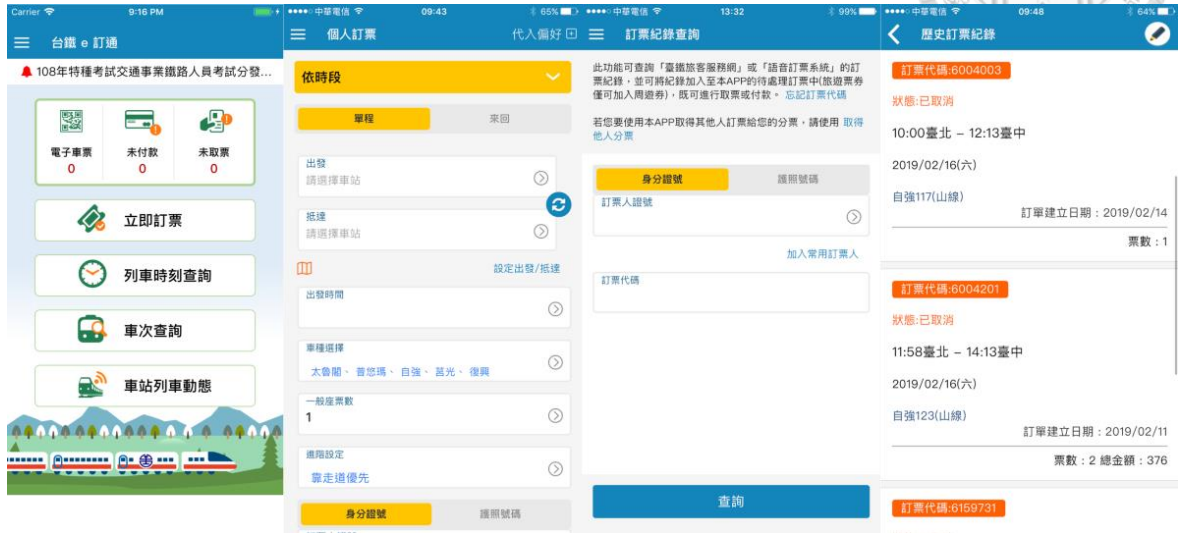 Carrier 9:16 PM
台鐵 e 訂通
108年特種考試交通事業鐵路人員考試分發...
電子車票
0
未付款
0
未取票
0
立即訂票
列車時刻查詢
車次查詢
車站列車動態
中華電信 09:43 65%
個人訂票 代入偏好
依時段
單程 來回
出發
請選擇車站
抵達
請選擇車站
設定出發/抵達
出發時間
車種選擇
太魯閣、 普悠瑪、 自強、 莒光、 復興
一般座票數
1
進階設定
靠走道優先
身分證號 護照號碼
中華電信 13:32 99%
訂票紀錄查詢
此功能可查詢「臺鐵旅客服務網」或「語音訂票系統」的訂
票紀錄,並可將紀錄加入至本APP的待處理訂票中(旅遊票券
僅可加入周遊券),既可進行取票或付款。 忘記訂票代碼
若您要使用本APP取得其他人訂票給您的分票,請使用 取得
他人分票
身分證號 護照號碼
訂票人證號
加入常用訂票人
訂票代碼
查詢
中華電信 09:48 64%
歷史訂票紀錄
訂票代碼:6004003
狀態:已取消
10:00臺北 – 12:13臺中
2019/02/16(六)
自強117(山線)
訂單建立日期:2019/02/14
票數:1
訂票代碼:6004201
狀態:已取消
11:58臺北 – 14:13臺中
2019/02/16(六)
自強123(山線)
訂單建立日期:2019/02/11
票數:2 總金額:376
訂票代碼:6159731